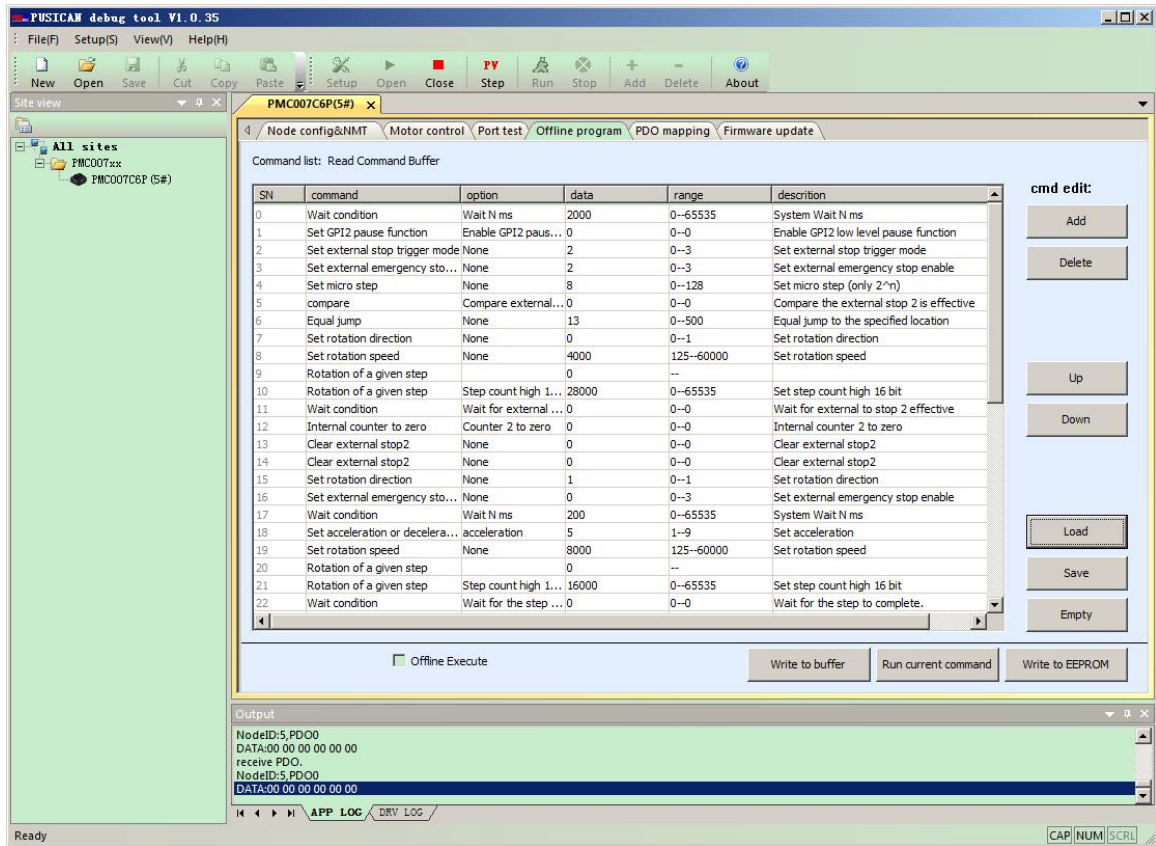 PUSICAN debug tool V1.0.35
File(F) Setup(S) View(V) Help(H)
New Open Save Cut Copy Paste Setup Open Close PV Step Run Stop Add Delete About
Site view
All sites
PMC007xx
PMC007C6P(5#)
PMC007C6P(5#)
Node config&NMT Motor control Port test Offline program PDO mapping Firmware update
Command list: Read Command Buffer
SN command option data range descrition
0 Wait condition Wait N ms 2000 0--65535 System Wait N ms
1 Set GPI2 pause function Enable GPI2 paus... 0 0--0 Enable GPI2 low level pause function
2 Set external stop trigger mode None 2 0--3 Set external stop trigger mode
3 Set external emergency sto... None 2 0--3 Set external emergency stop enable
4 Set micro step None 8 0--128 Set micro step (only 2^n)
5 compare Compare external... 0 0--0 Compare the external stop 2 is effective
6 Equal jump None 13 0--500 Equal jump to the specified location
7 Set rotation direction None 0 0--1 Set rotation direction
8 Set rotation speed None 4000 125--60000 Set rotation speed
9 Rotation of a given step 0 --
10 Rotation of a given step Step count high 1... 28000 0--65535 Set step count high 16 bit
11 Wait condition Wait for external ... 0 0--0 Wait for external to stop 2 effective
12 Internal counter to zero Counter 2 to zero 0 0--0 Internal counter 2 to zero
13 Clear external stop2 None 0 0--0 Clear external stop2
14 Clear external stop2 None 0 0--0 Clear external stop2
15 Set rotation direction None 1 0--1 Set rotation direction
16 Set external emergency sto... None 0 0--3 Set external emergency stop enable
17 Wait condition Wait N ms 200 0--65535 System Wait N ms
18 Set acceleration or decelera... acceleration 5 1--9 Set acceleration
19 Set rotation speed None 8000 125--60000 Set rotation speed
20 Rotation of a given step 0 --
21 Rotation of a given step Step count high 1... 16000 0--65535 Set step count high 16 bit
22 Wait condition Wait for the step ... 0 0--0 Wait for the step to complete.
cmd edit:
Add
Delete
Up
Down
Load
Save
Empty
Offline Execute
Write to buffer Run current command Write to EEPROM
Output
NodeID:5,PDO0
DATA:00 00 00 00 00 00
receive PDO.
NodeID:5,PDO0
DATA:00 00 00 00 00 00
APP LOG DRV LOG
Ready CAP NUM SCRL